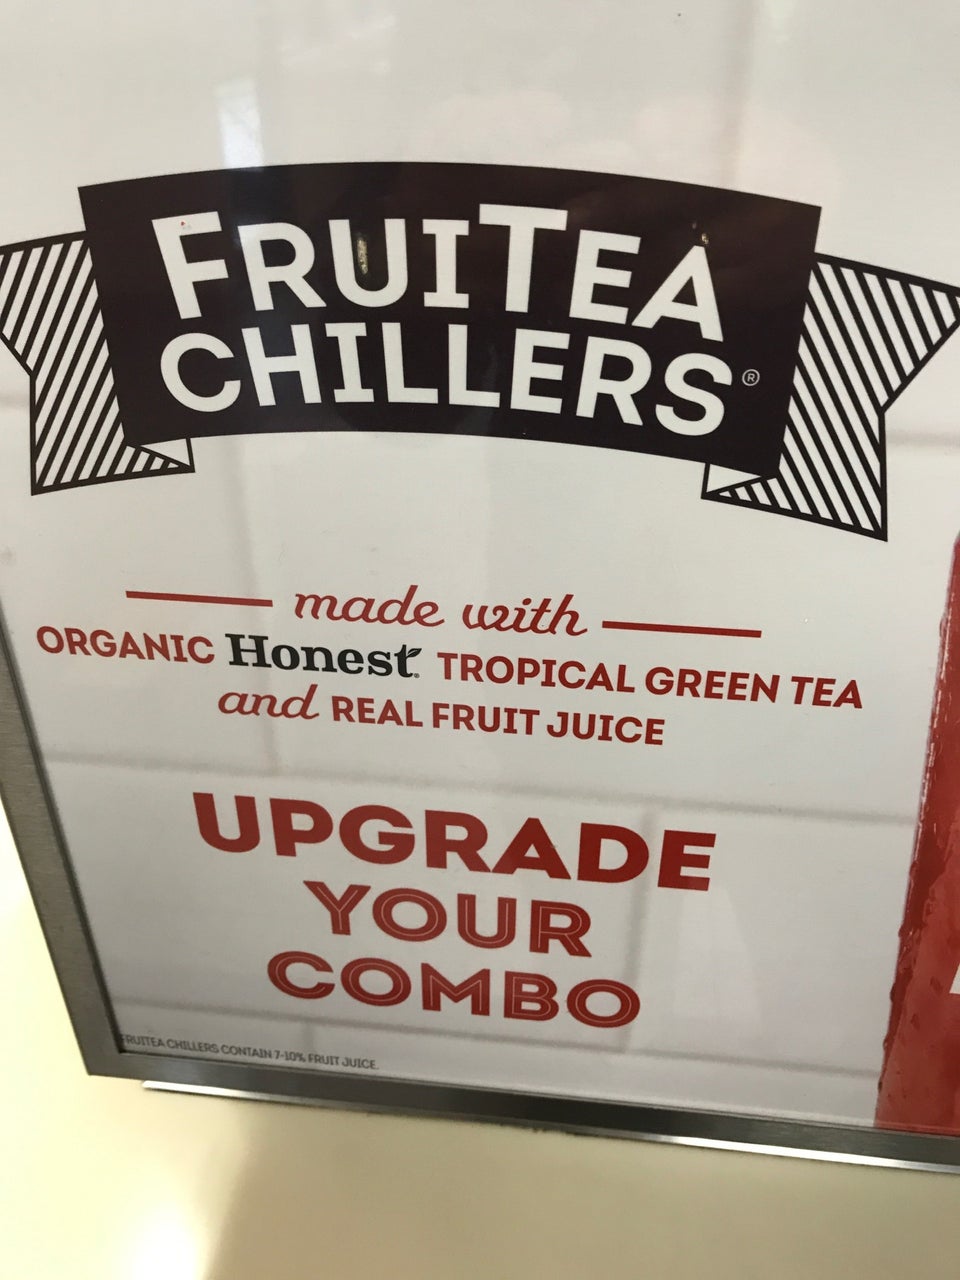 FRUITEA
CHILLERS®
made with
ORGANIC Honest. TROPICAL GREEN TEA
and REAL FRUIT JUICE
UPGRADE
YOUR
COMBO
FRUITEA CHILLERS CONTAIN 7-10% FRUIT JUICE.